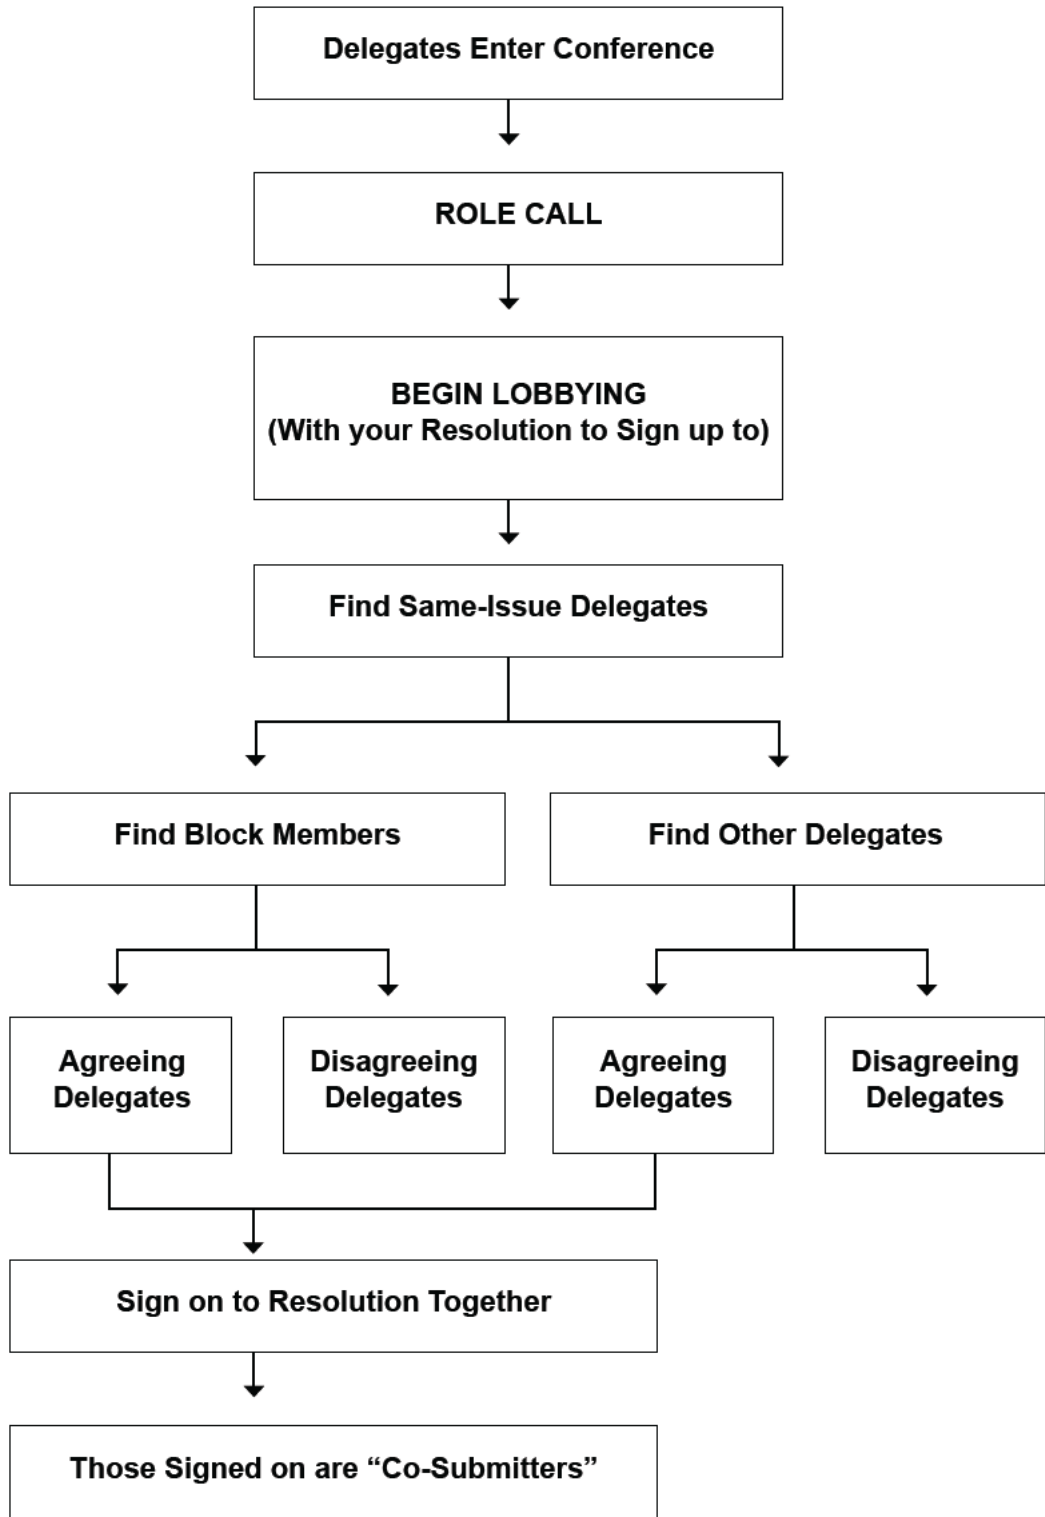 Delegates Enter Conference
ROLE CALL
BEGIN LOBBYING
(With your Resolution to Sign up to)
Find Same-Issue Delegates
Find Block Members
Find Other Delegates
Agreeing
Delegates
Disagreeing
Delegates
Agreeing
Delegates
Disagreeing
Delegates
Sign on to Resolution Together
Those Signed on are “Co-Submitters”